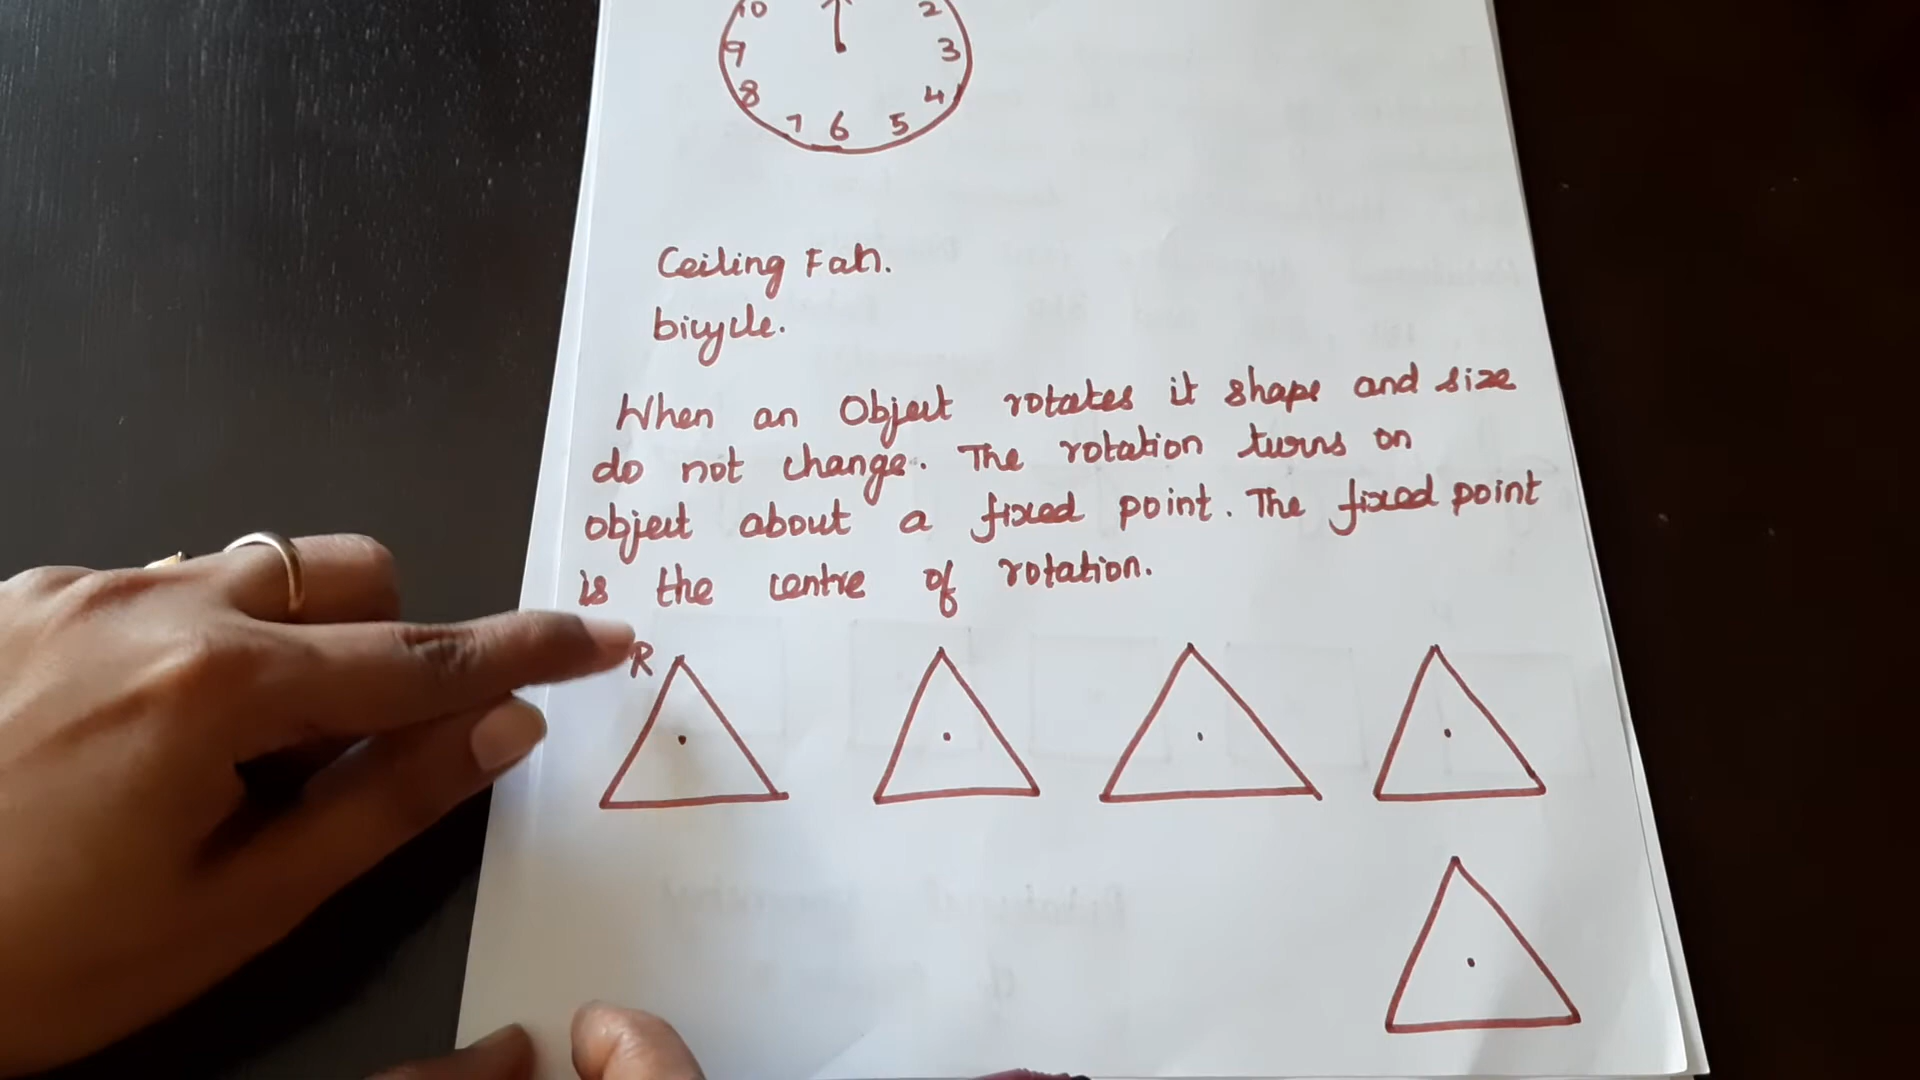 10 2
9 3
8 4
7 6 5
Ceiling Fan.
bicycle.
When an Object rotates it shape and size
do not change. The rotation turns on
object about a fixed point. The fixed point
is the centre of rotation.
R